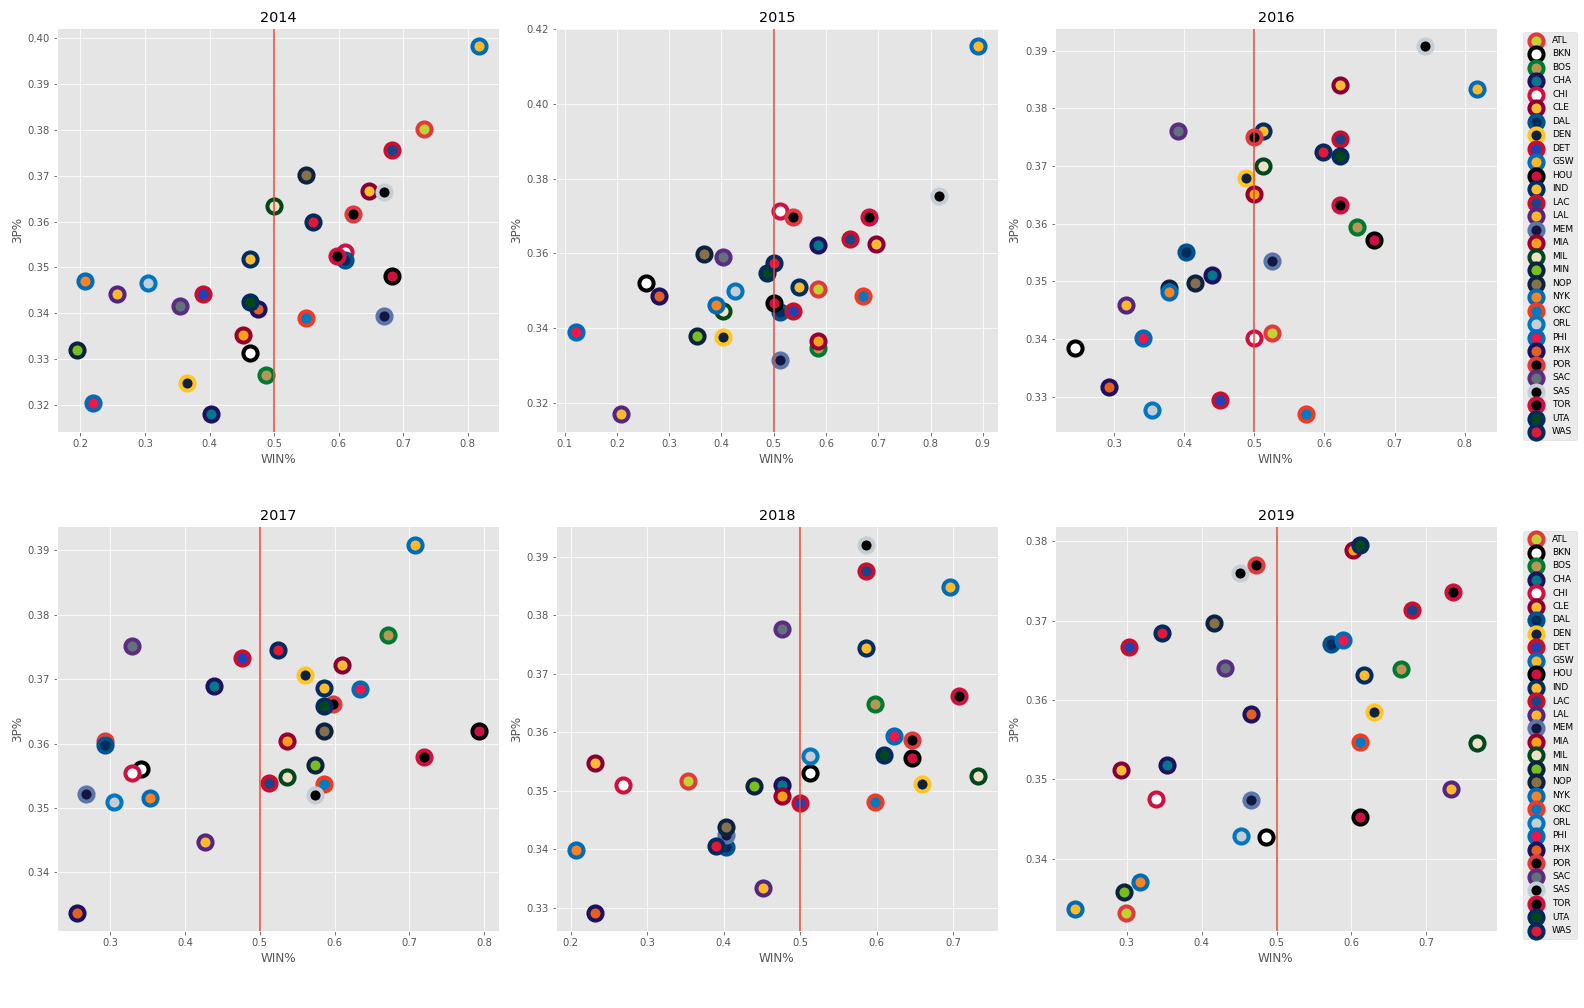 2014
2015
2016
0.40
0.39
0.38
0.37
0.36
0.35
0.34
0.33
0.32
3P%
0.2
0.3
0.4
0.5
0.6
0.7
0.8
WIN%
0.42
0.40
0.38
0.36
0.34
0.32
3P%
0.1
0.2
0.3
0.4
0.5
0.6
0.7
0.8
0.9
WIN%
0.39
0.38
0.37
0.36
0.35
0.34
0.33
3P%
0.3
0.4
0.5
0.6
0.7
0.8
WIN%
ATL
BKN
BOS
CHA
CHI
CLE
DAL
DEN
DET
GSW
HOU
IND
LAC
LAL
MEM
MIA
MIL
MIN
NOP
NYK
OKC
ORL
PHI
PHX
POR
SAC
SAS
TOR
UTA
WAS
2017
2018
2019
0.39
0.38
0.37
0.36
0.35
0.34
3P%
0.3
0.4
0.5
0.6
0.7
0.8
WIN%
0.39
0.38
0.37
0.36
0.35
0.34
0.33
3P%
0.2
0.3
0.4
0.5
0.6
0.7
WIN%
0.38
0.37
0.36
0.35
0.34
3P%
0.3
0.4
0.5
0.6
0.7
WIN%
ATL
BKN
BOS
CHA
CHI
CLE
DAL
DEN
DET
GSW
HOU
IND
LAC
LAL
MEM
MIA
MIL
MIN
NOP
NYK
OKC
ORL
PHI
PHX
POR
SAC
SAS
TOR
UTA
WAS